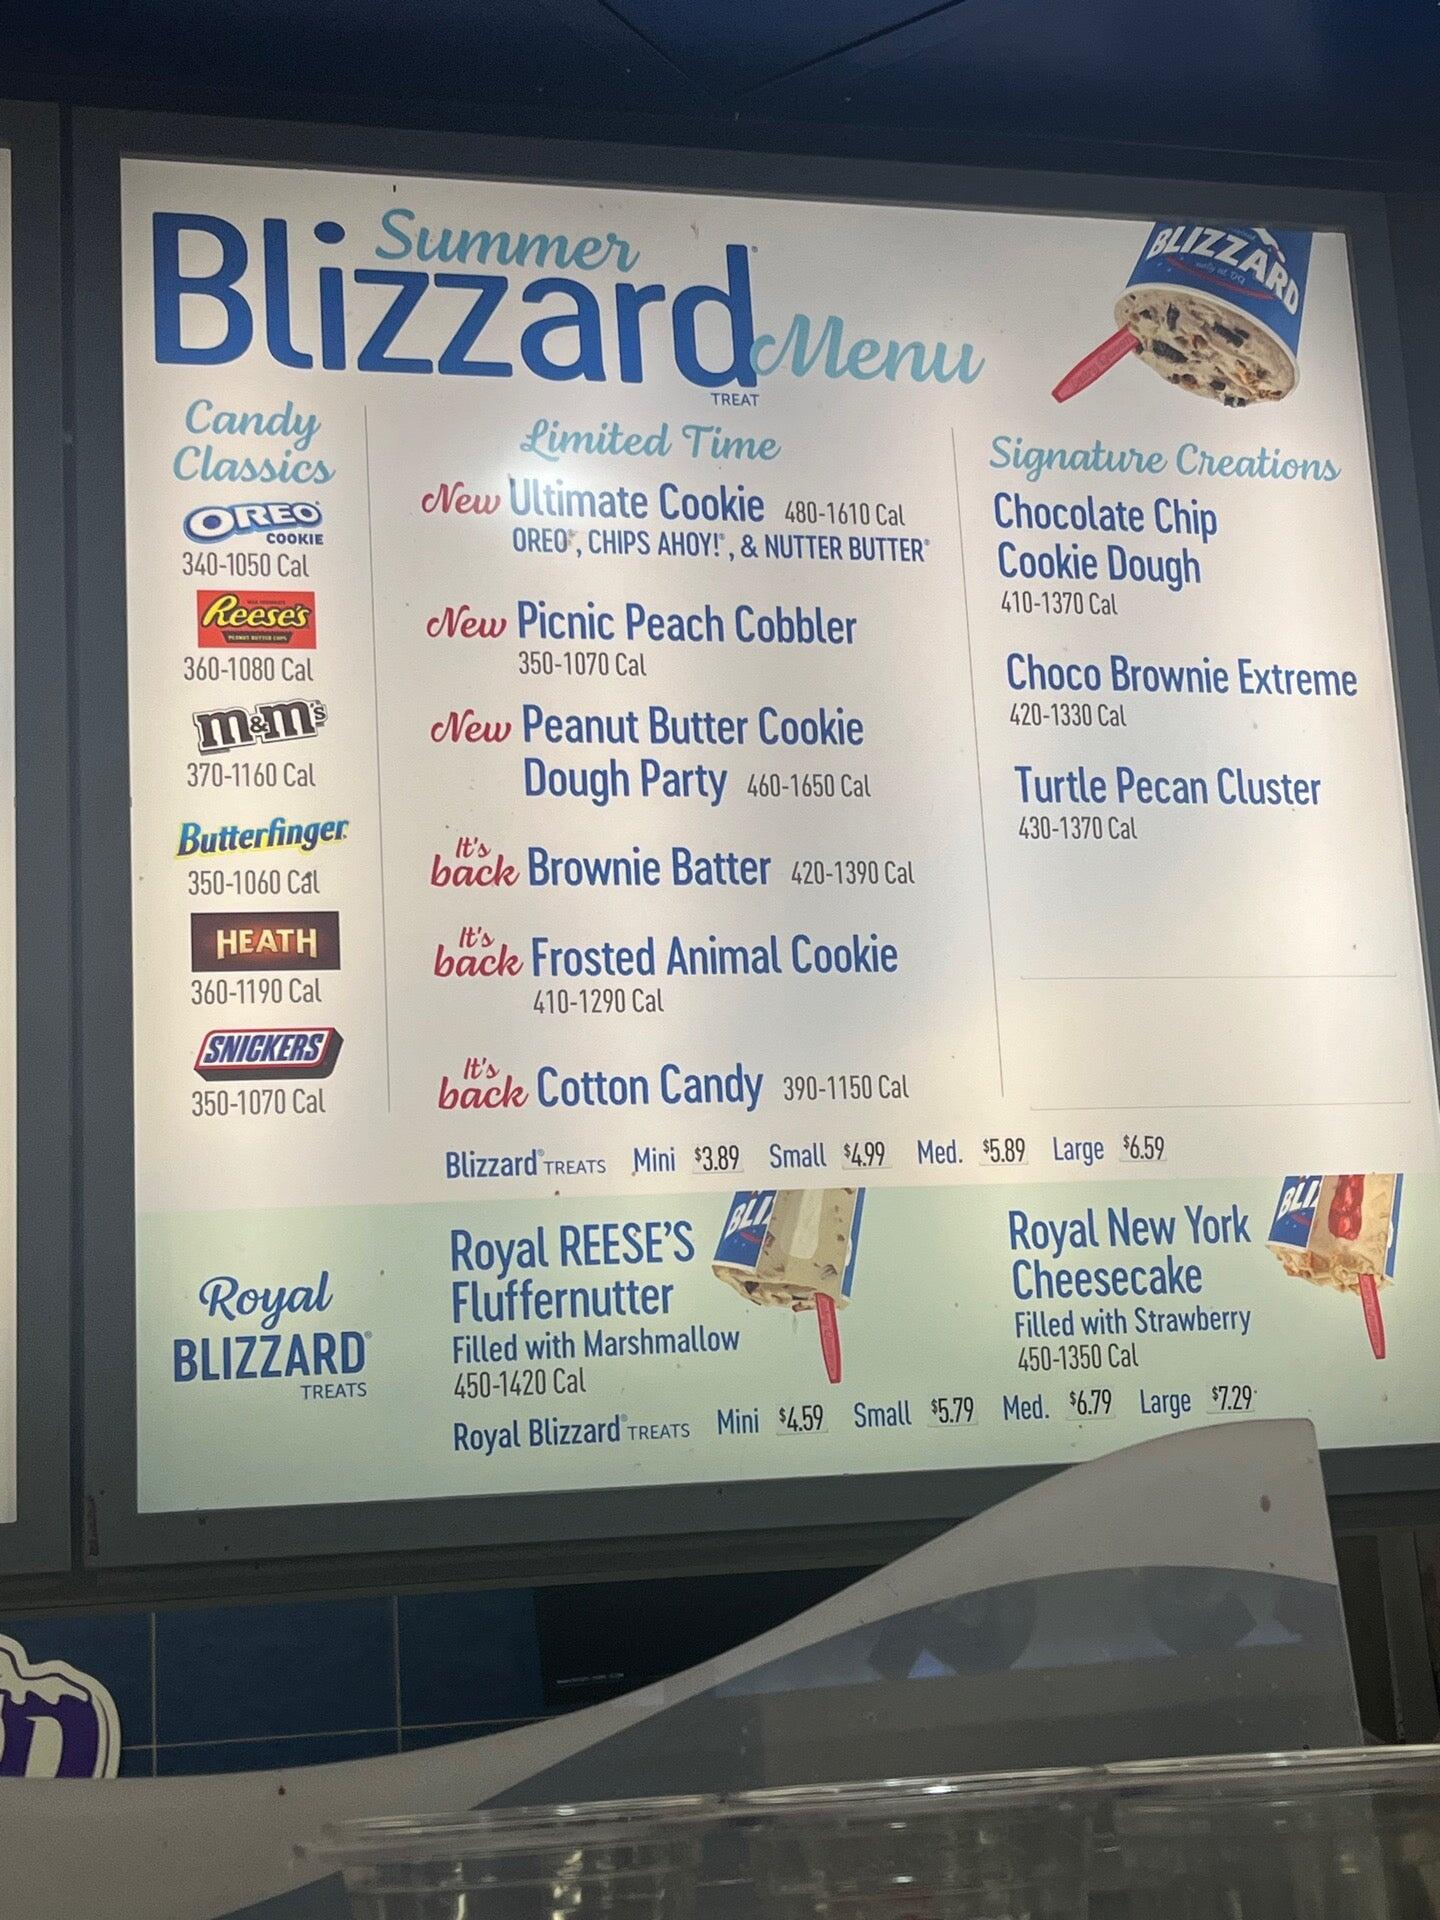 Summer
Blizzard®
Menu
TREAT
BLIZZARD
only at DQ
Candy
Classics
OREO
COOKIE
340-1050 Cal
Reese's
PEANUT BUTTER CUPS
360-1080 Cal
m&m's
370-1160 Cal
Butterfinger
350-1060 Cal
HEATH
360-1190 Cal
SNICKERS
350-1070 Cal
Limited Time
New Ultimate Cookie 480-1610 Cal
OREO®, CHIPS AHOY!®, & NUTTER BUTTER®
New Picnic Peach Cobbler
350-1070 Cal
New Peanut Butter Cookie
Dough Party 460-1650 Cal
It's
back Brownie Batter 420-1390 Cal
It's
back Frosted Animal Cookie
410-1290 Cal
It's
back Cotton Candy 390-1150 Cal
Signature Creations
Chocolate Chip
Cookie Dough
410-1370 Cal
Choco Brownie Extreme
420-1330 Cal
Turtle Pecan Cluster
430-1370 Cal
Blizzard® TREATS Mini $3.89 Small $4.99 Med. $5.89 Large $6.59
Royal
BLIZZARD®
TREATS
Royal REESE'S
Fluffernutter
Filled with Marshmallow
450-1420 Cal
BLI
Royal New York
Cheesecake
Filled with Strawberry
450-1350 Cal
BLI
Royal Blizzard® TREATS Mini $4.59 Small $5.79 Med. $6.79 Large $7.29